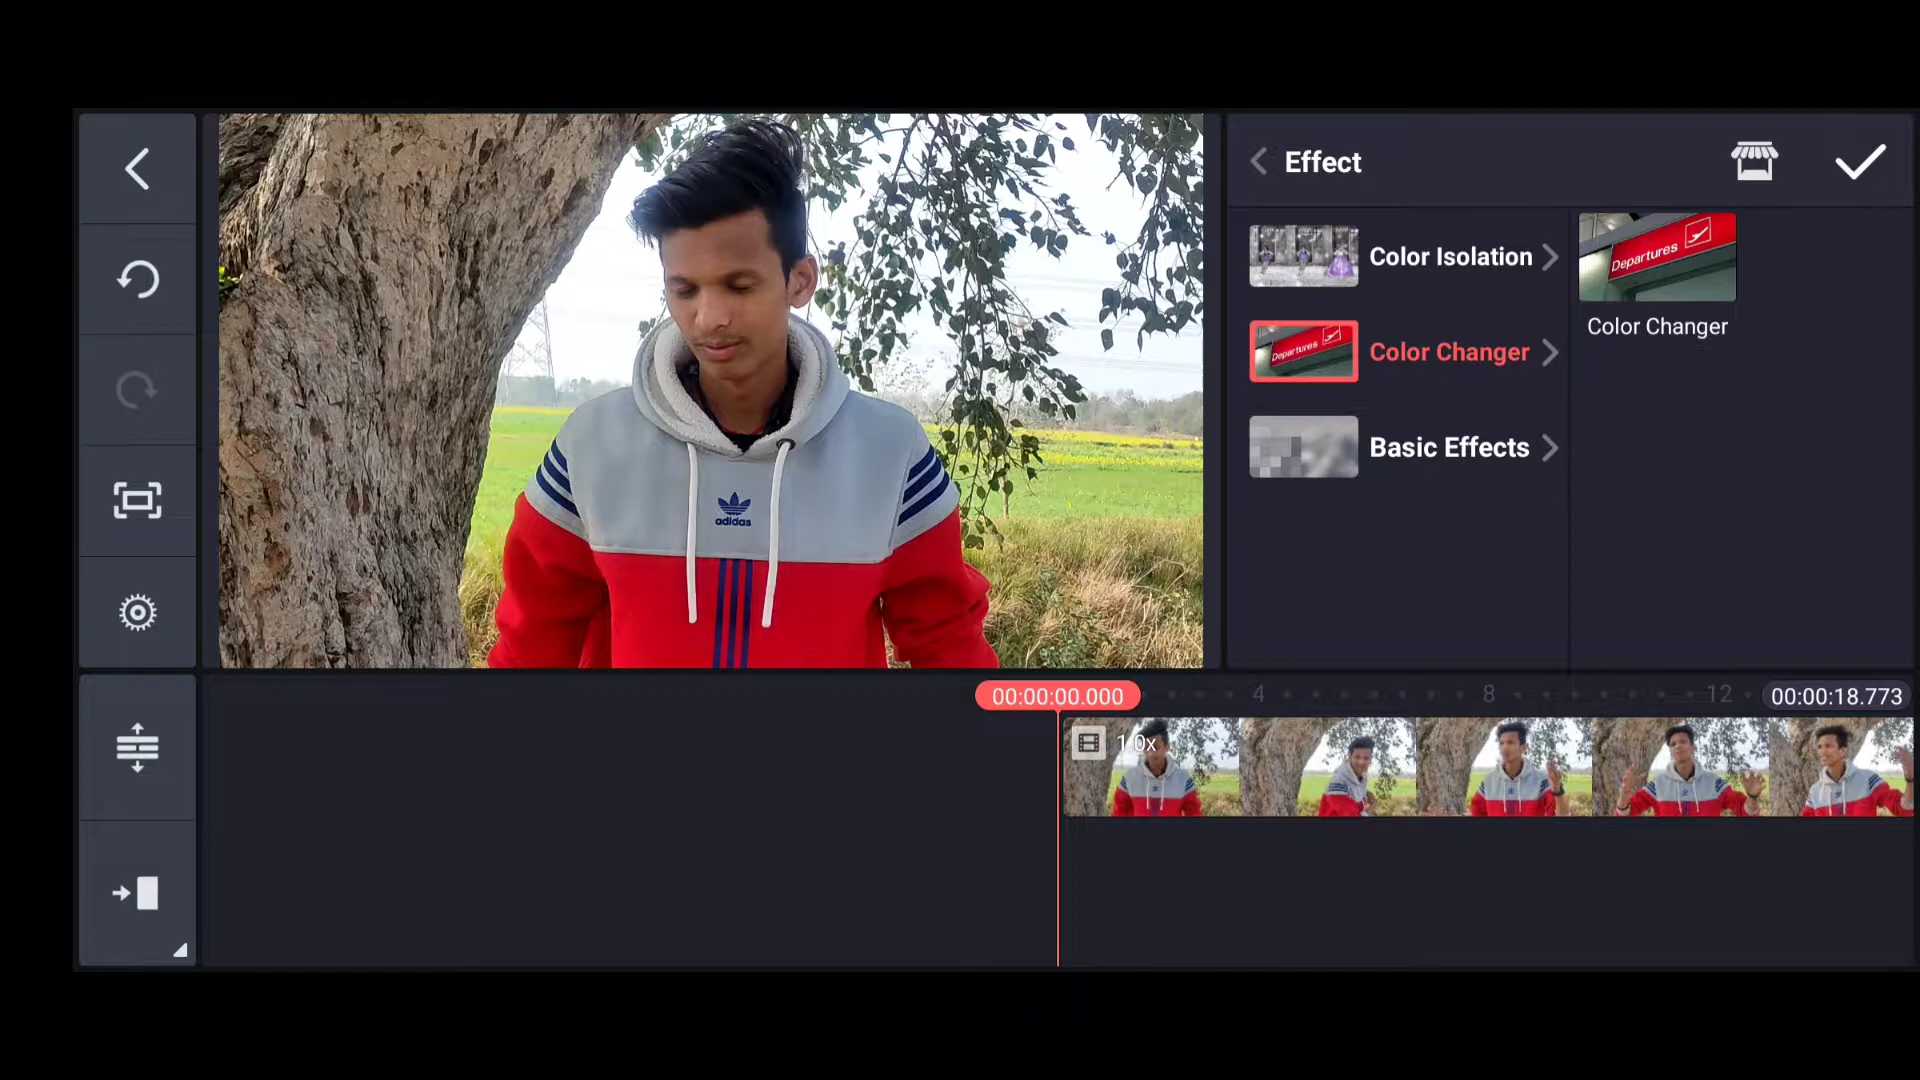 Effect
Color Isolation
Departures
Color Changer
Departures
Color Changer
Basic Effects
adidas
00:00:00.000
4
8
12
00:00:18.773
1.0x